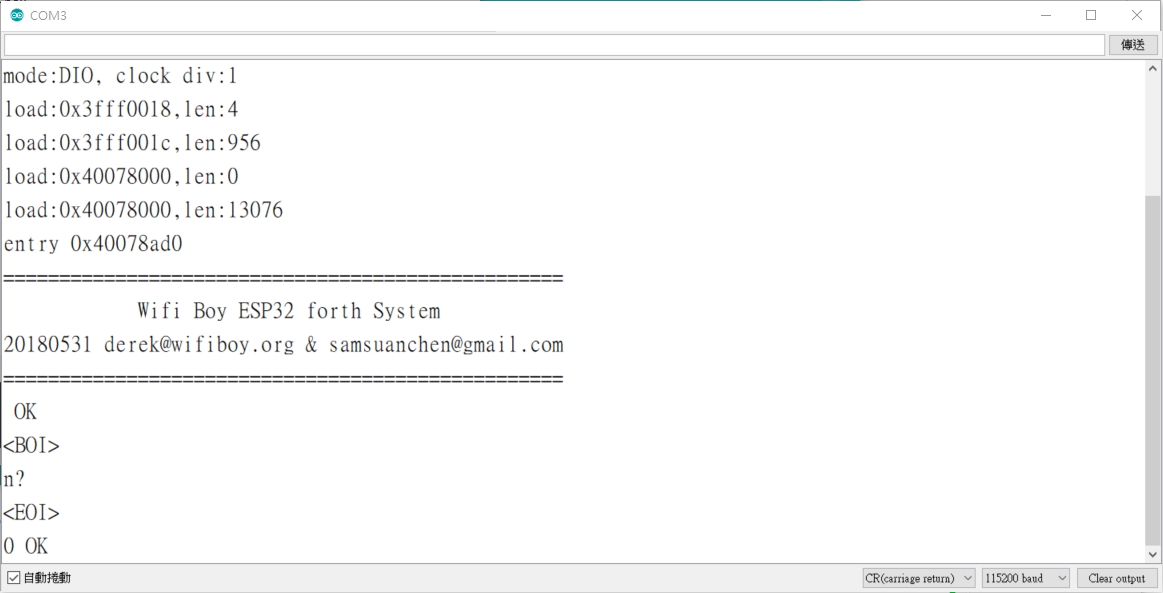 COM3
傳送
mode:DIO, clock div:1
load:0x3fff0018,len:4
load:0x3fff001c,len:956
load:0x40078000,len:0
load:0x40078000,len:13076
entry 0x40078ad0
==================================================
Wifi Boy ESP32 forth System
20180531 derek@wifiboy.org & samsuanchen@gmail.com
==================================================
OK
<BOI>
n?
<EOI>
0 OK
自動捲動
CR(carriage return)
115200 baud
Clear output